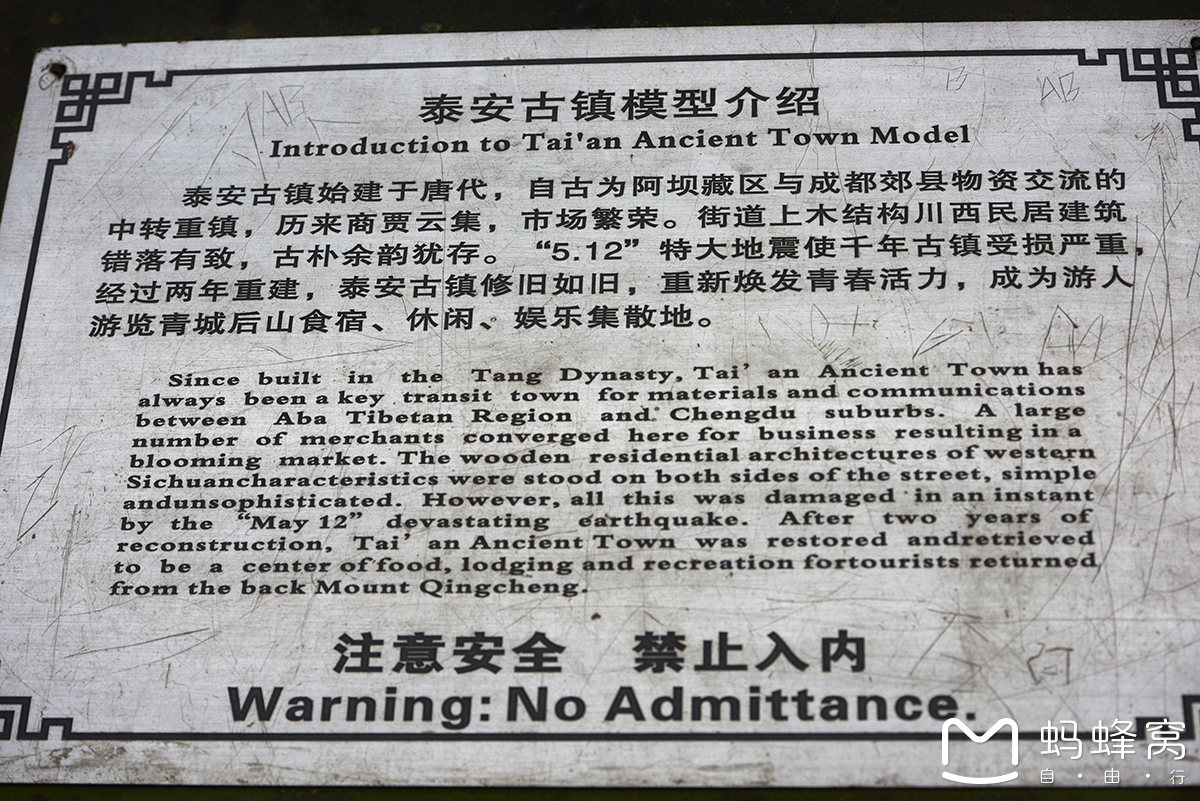 泰安古镇模型介绍
Introduction to Tai'an Ancient Town Model
泰安古镇始建于唐代，自古为阿坝藏区与成都郊县物资交流的
中转重镇，历来商贾云集，市场繁荣。街道上木结构川西民居建筑
错落有致，古朴余韵犹存。“5.12”特大地震使千年古镇受损严重，
经过两年重建，泰安古镇修旧如旧，重新焕发青春活力，成为游人
游览青城后山食宿、休闲、娱乐集散地。
Since built in the Tang Dynasty, Tai’ an Ancient Town has
always been a key transit town for materials and communications
between Aba Tibetan Region and Chengdu suburbs. A large
number of merchants converged here for business resulting in a
blooming market. The wooden residential architectures of western
Sichuancharacteristics were stood on both sides of the street, simple
andunsophisticated. However, all this was damaged in an instant
by the “May 12” devastating earthquake. After two years of
reconstruction, Tai’ an Ancient Town was restored andretrieved
to be a center of food, lodging and recreation fortourists returned
from the back Mount Qingcheng.
注意安全 禁止入内
Warning: No Admittance.
蚂蜂窝
自·由·行